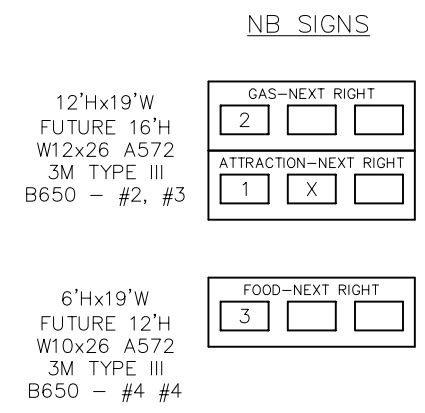 NB SIGNS
12'Hx19'W
FUTURE 16'H
W12x26 A572
3M TYPE III
B650 – #2, #3
GAS–NEXT RIGHT
2
ATTRACTION–NEXT RIGHT
1 X
6'Hx19'W
FUTURE 12'H
W10x26 A572
3M TYPE III
B650 – #4 #4
FOOD–NEXT RIGHT
3